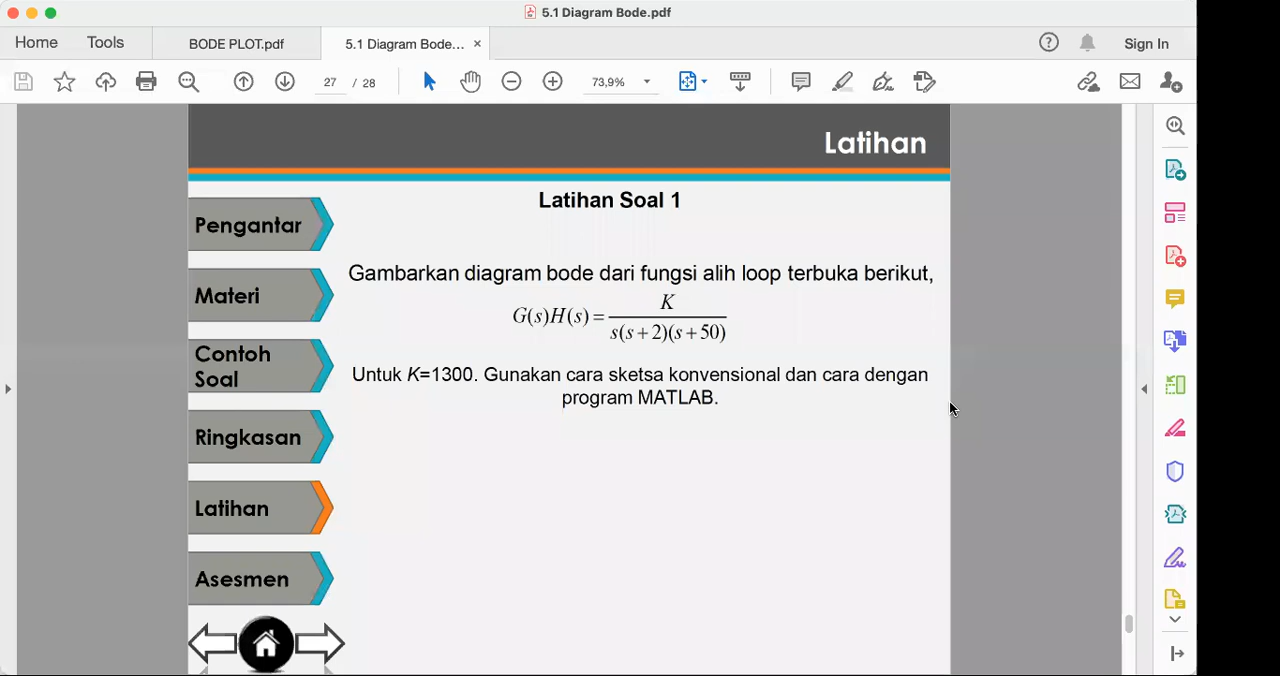 5.1 Diagram Bode.pdf
Home Tools BODE PLOT.pdf 5.1 Diagram Bode... × Sign In
27 / 28 73,9%
Latihan
Latihan Soal 1
Pengantar
Gambarkan diagram bode dari fungsi alih loop terbuka berikut,
Materi
G(s)H(s) = K / s(s+2)(s+50)
Contoh
Soal
Untuk K=1300. Gunakan cara sketsa konvensional dan cara dengan
program MATLAB.
Ringkasan
Latihan
Asesmen